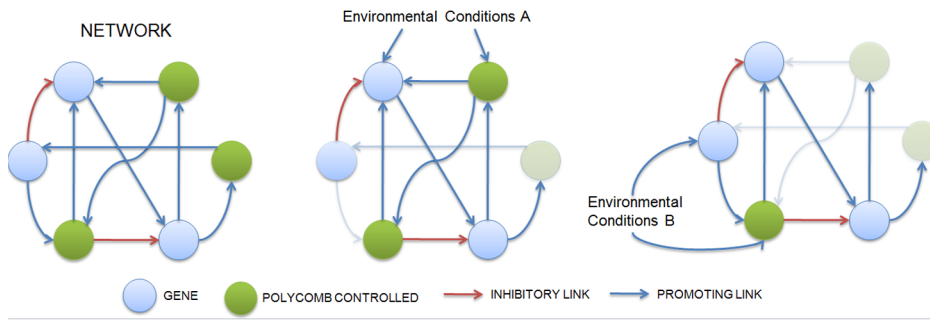 Environmental Conditions A
NETWORK
Environmental
Conditions B
GENE
POLYCOMB CONTROLLED
INHIBITORY LINK
PROMOTING LINK